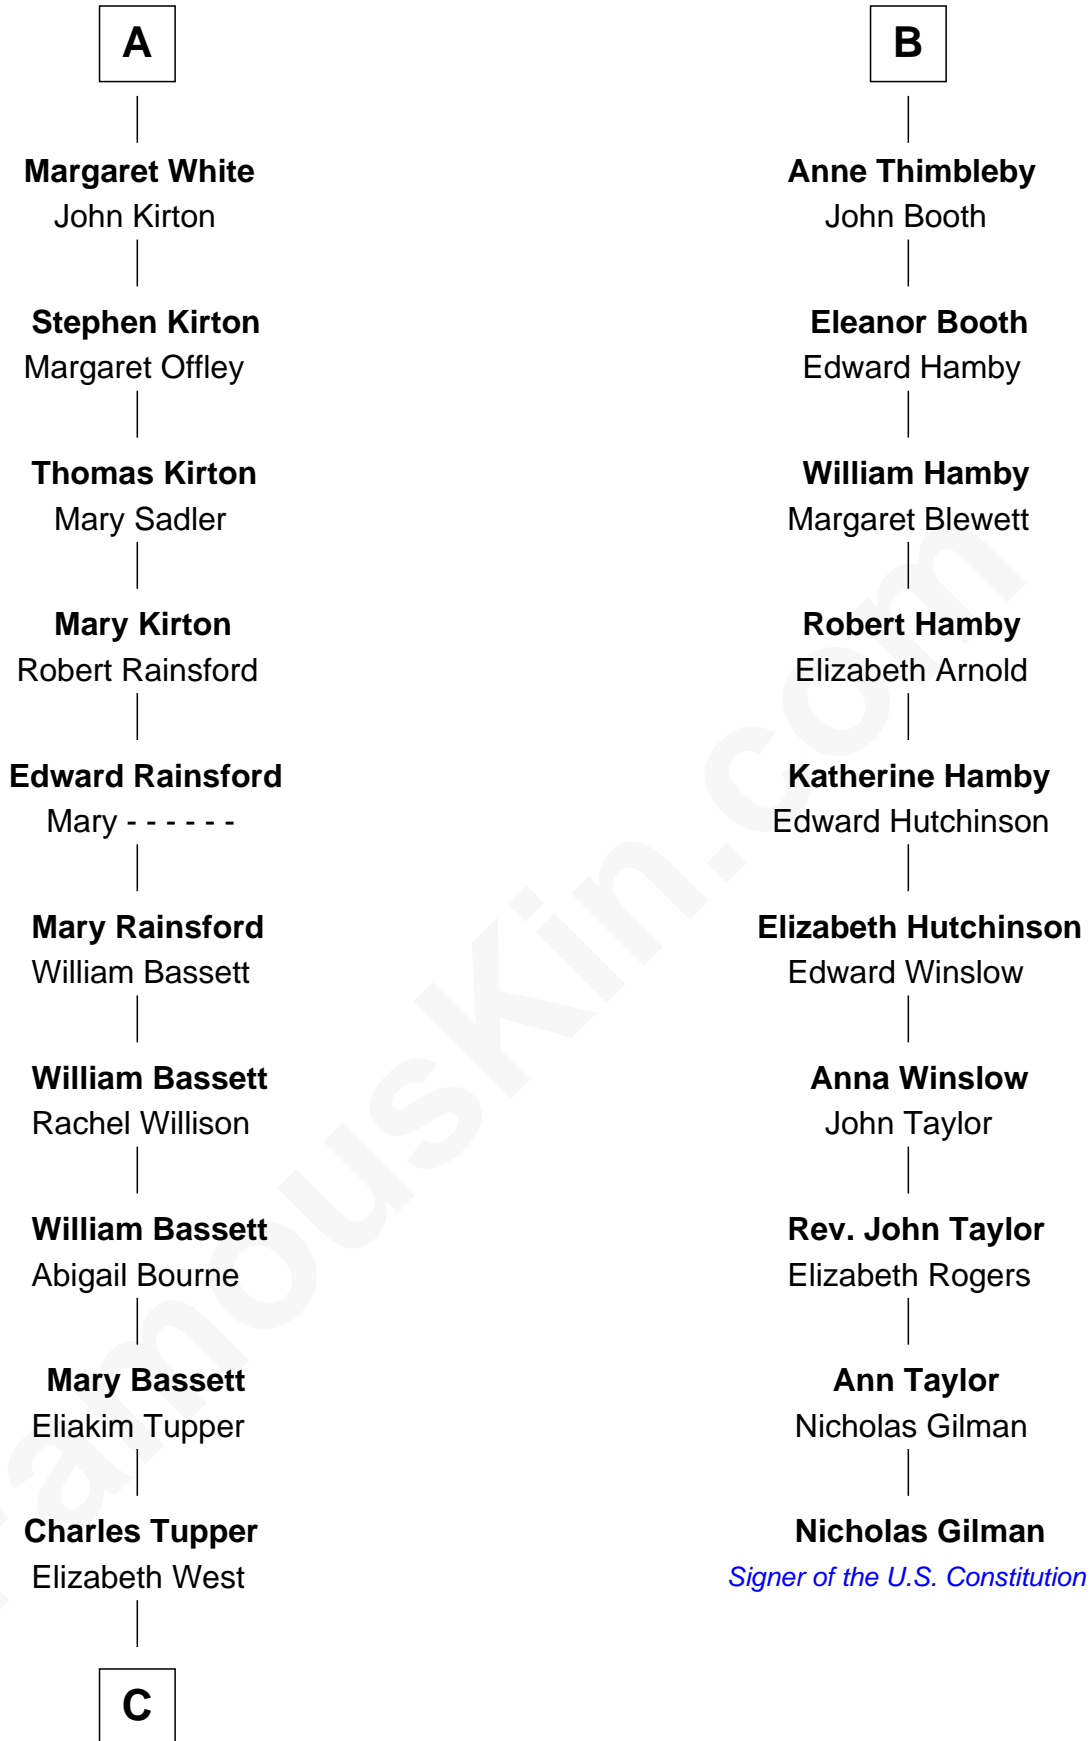 A
Margaret White
John Kirton
Stephen Kirton
Margaret Offley
Thomas Kirton
Mary Sadler
Mary Kirton
Robert Rainsford
Edward Rainsford
Mary - - - - - -
Mary Rainsford
William Bassett
William Bassett
Rachel Willison
William Bassett
Abigail Bourne
Mary Bassett
Eliakim Tupper
Charles Tupper
Elizabeth West
C
B
Anne Thimbleby
John Booth
Eleanor Booth
Edward Hamby
William Hamby
Margaret Blewett
Robert Hamby
Elizabeth Arnold
Katherine Hamby
Edward Hutchinson
Elizabeth Hutchinson
Edward Winslow
Anna Winslow
John Taylor
Rev. John Taylor
Elizabeth Rogers
Ann Taylor
Nicholas Gilman
Nicholas Gilman
Signer of the U.S. Constitution
FamousKin.com